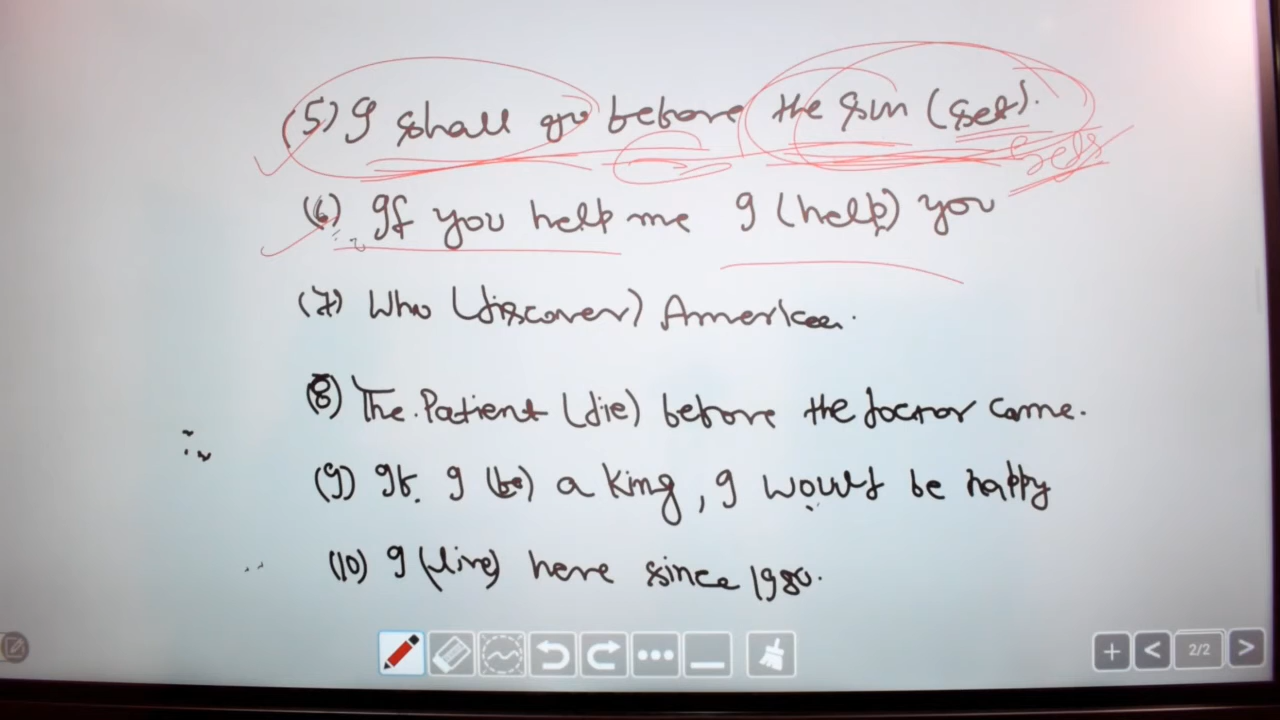 (5) I shall go before the sun (set).
sets
(6) If you help me I (help) you
(7) Who (discover) America.
(8) The Patient (die) before the doctor came.
(9) If I (be) a king, I would be happy
(10) I (live) here since 1980.
2/2